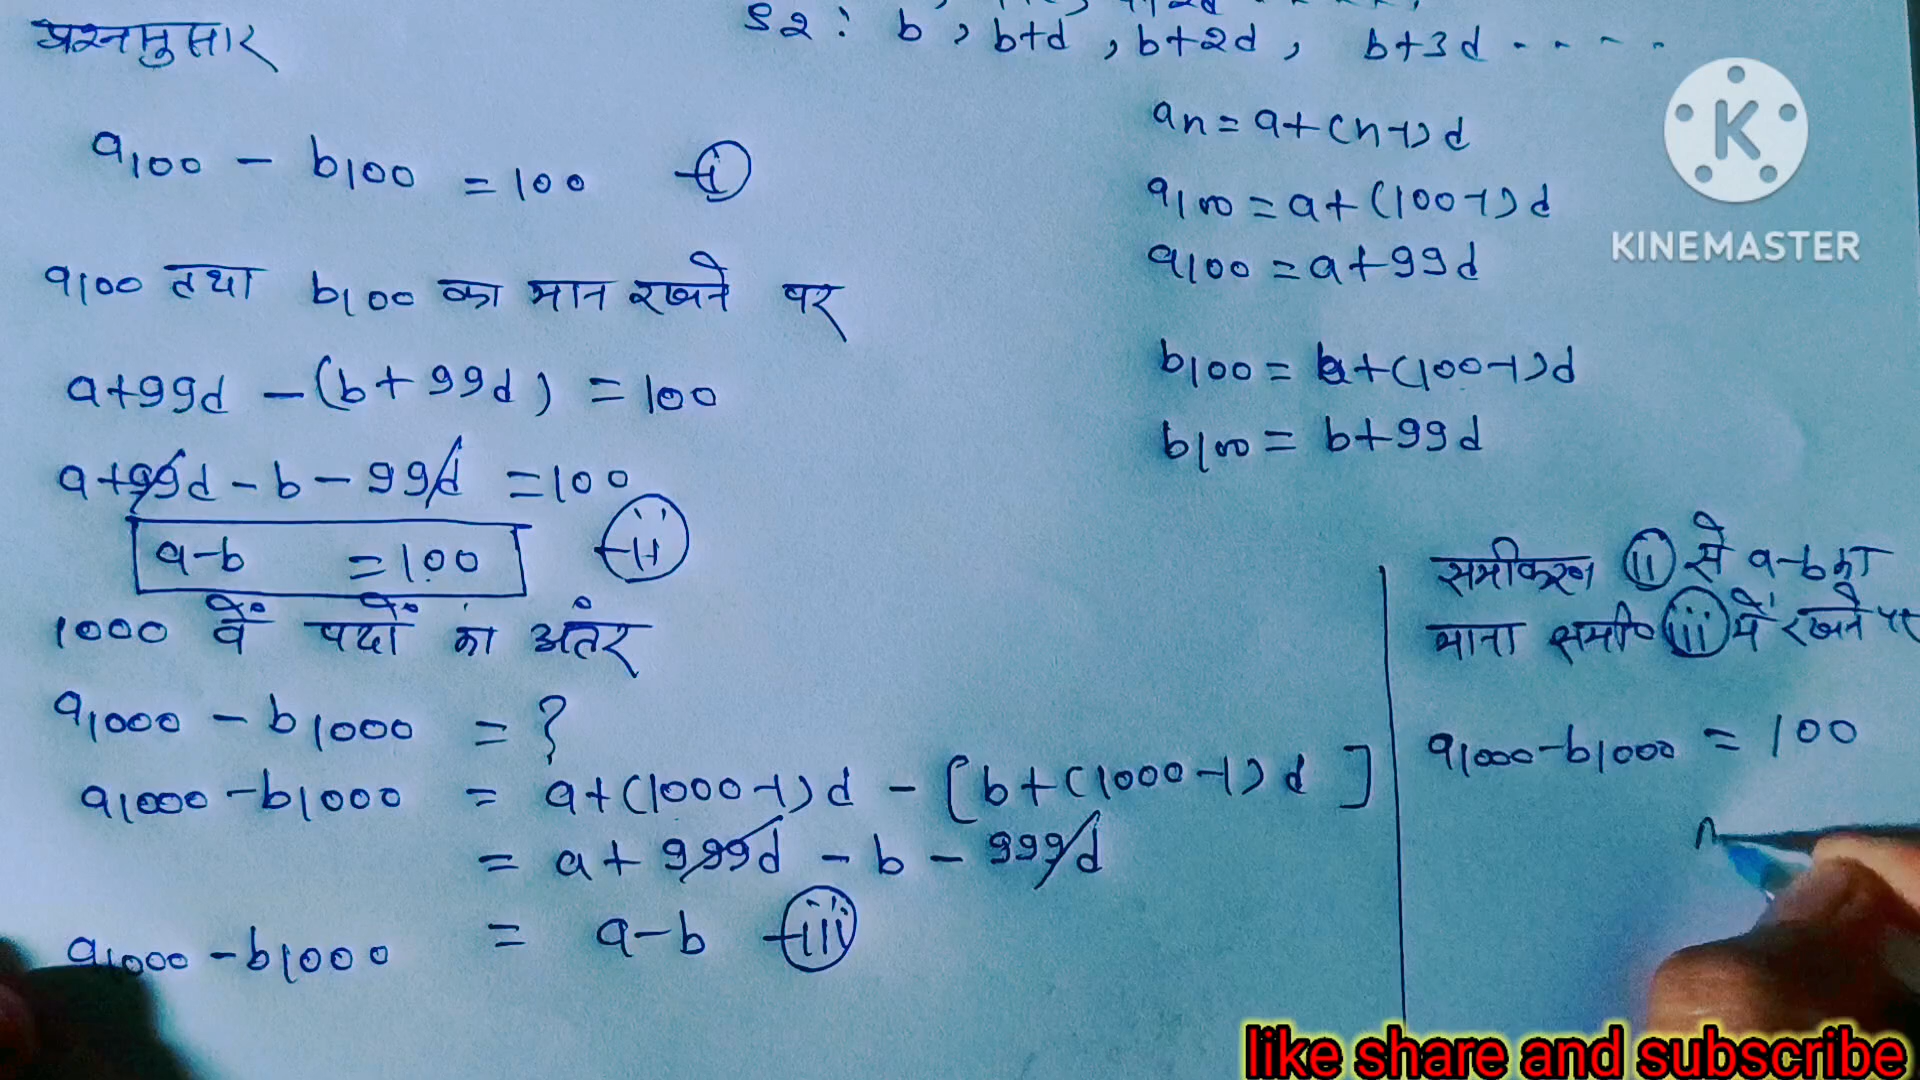 प्रश्नानुसार
S2 : b , b+d , b+2d , b+3d - - - -
a100 - b100 = 100 - (i)
a100 तथा b100 का मान रखने पर
a+99d - (b+99d) = 100
a+99d - b - 99d = 100
a-b = 100 - (ii)
1000 वें पदों का अंतर
a1000 - b1000 = ?
a1000 - b1000 = a+(1000-1)d - [b+(1000-1)d]
= a + 999d - b - 999d
a1000 - b1000 = a-b - (iii)
an = a+(n-1)d
a100 = a+(100-1)d
a100 = a+99d
b100 = b+(100-1)d
b100 = b+99d
समीकरण (ii) से a-b का
माना समी० (iii) में रखने पर
a1000 - b1000 = 100
KINEMASTER
like share and subscribe